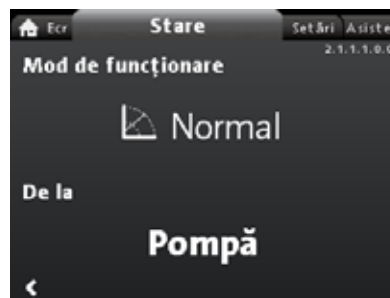 Ecr Stare Setări Asiste
2.1.1.1.0.0
Mod de funcționare
Normal
De la
Pompă